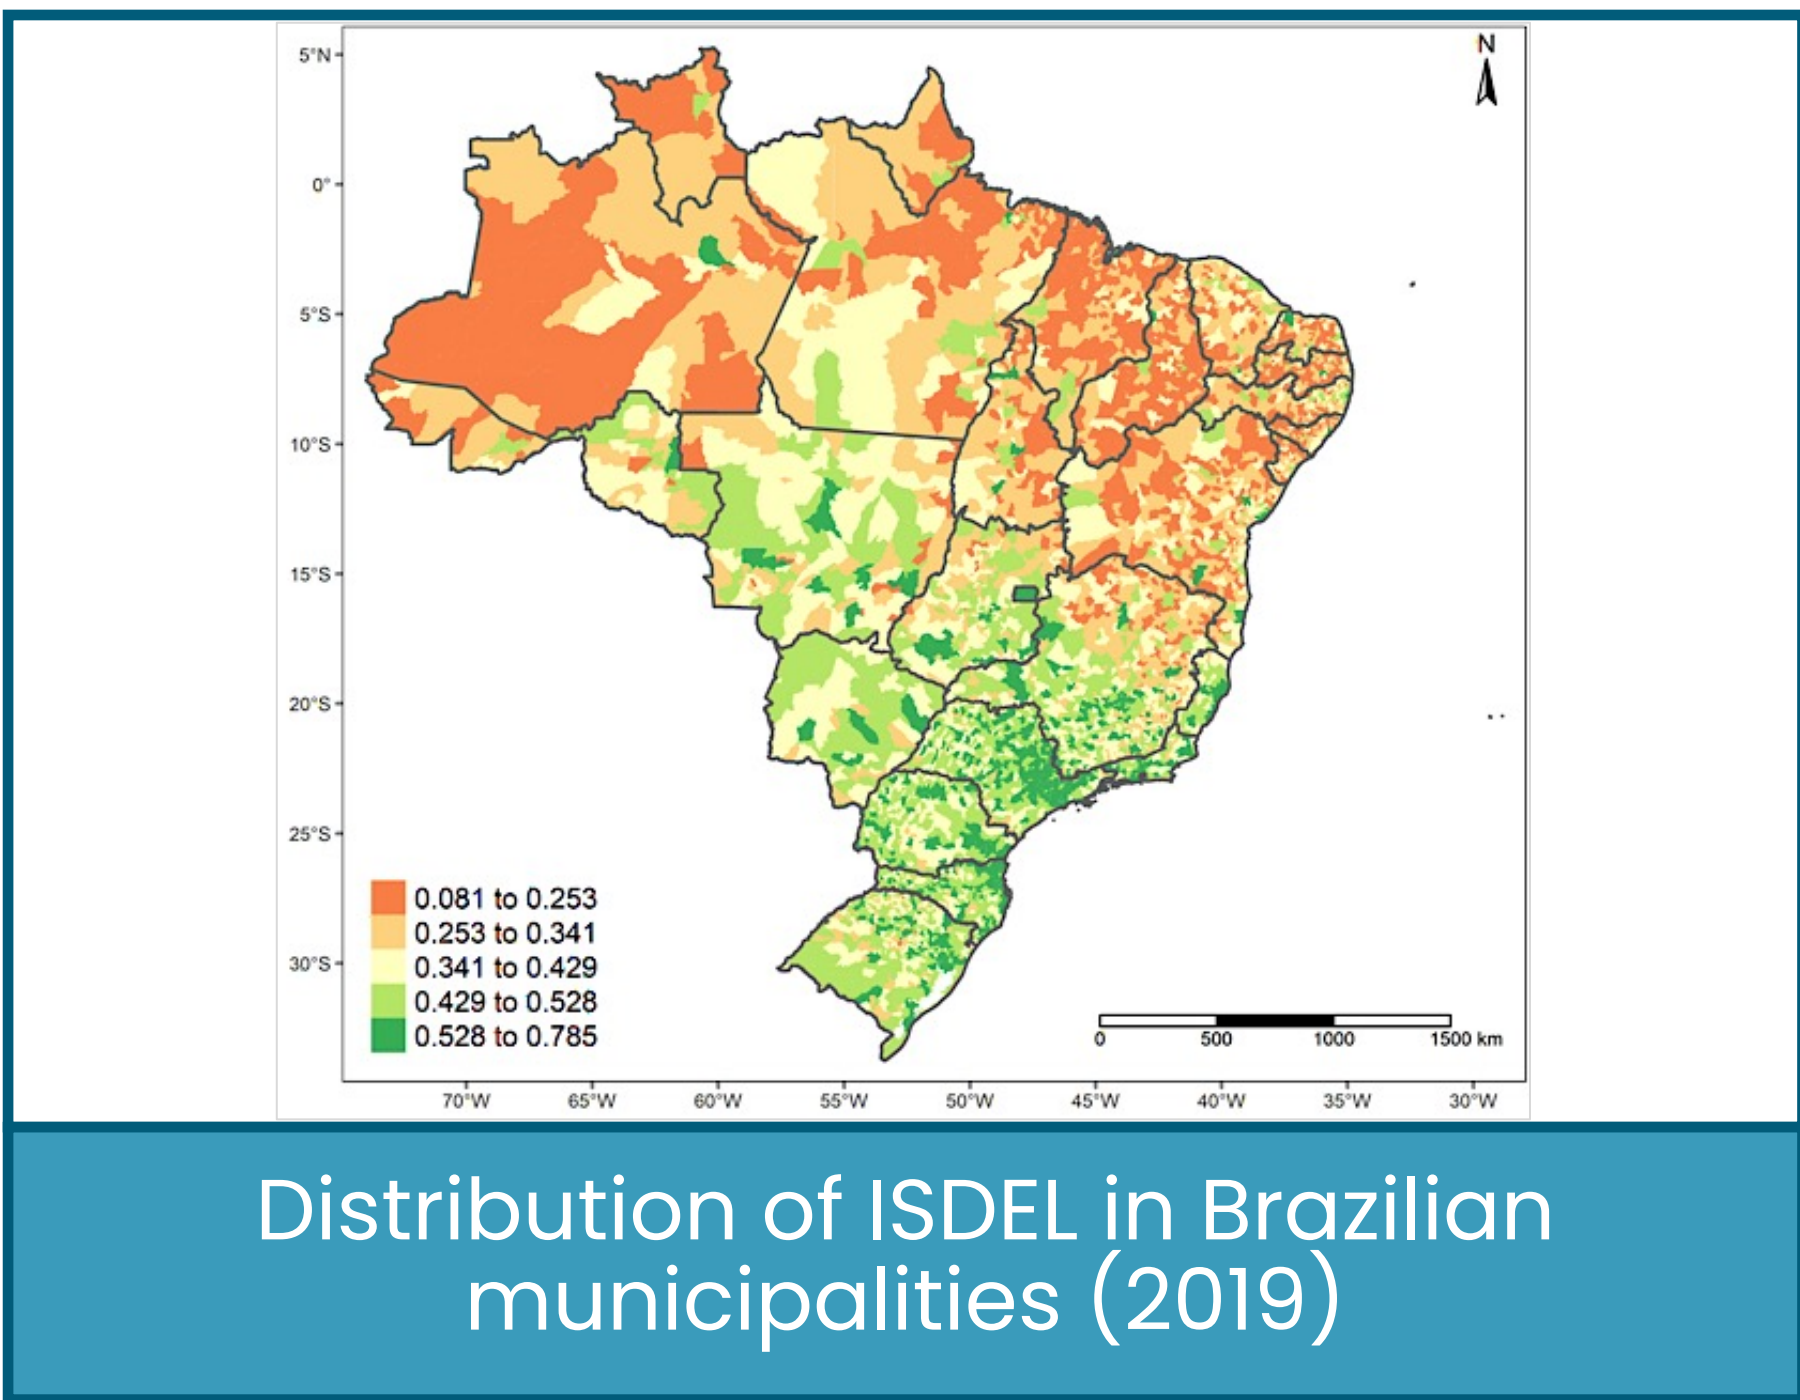 N
5°N
0°
5°S
10°S
15°S
20°S
25°S
30°S
0.081 to 0.253
0.253 to 0.341
0.341 to 0.429
0.429 to 0.528
0.528 to 0.785
0 500 1000 1500 km
70°W 65°W 60°W 55°W 50°W 45°W 40°W 35°W 30°W
Distribution of ISDEL in Brazilian
municipalities (2019)